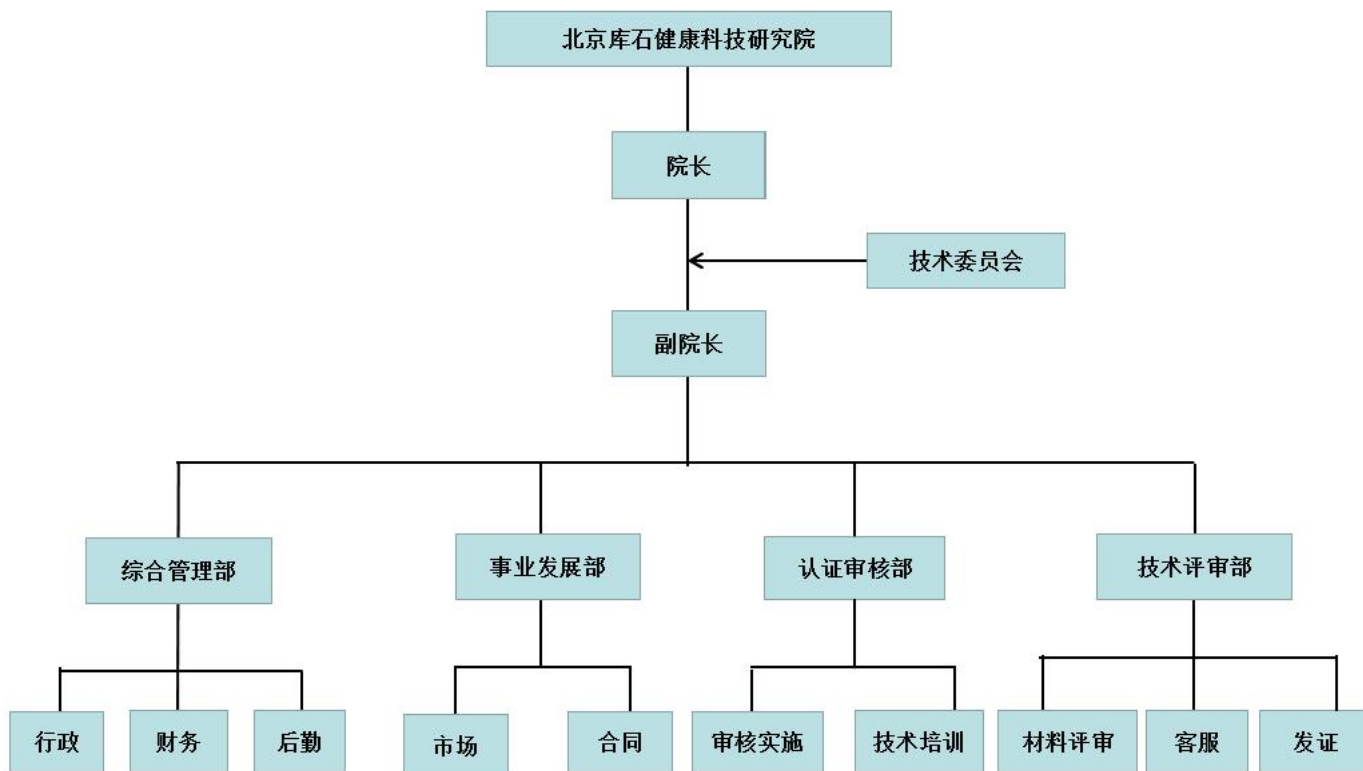 北京库石健康科技研究院
院长
技术委员会
副院长
综合管理部
事业发展部
认证审核部
技术评审部
行政
财务
后勤
市场
合同
审核实施
技术培训
材料评审
客服
发证